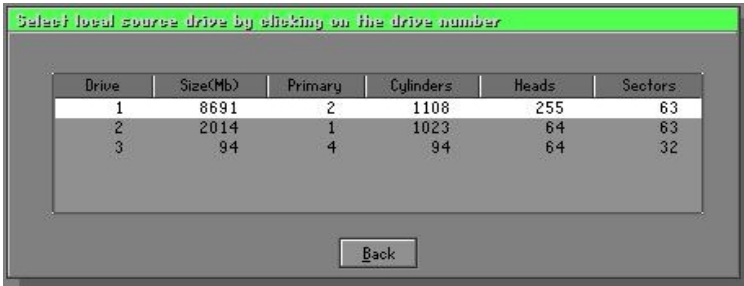 Select local source drive by clicking on the drive number
Drive Size(Mb) Primary Cylinders Heads Sectors
1 8691 2 1108 255 63
2 2014 1 1023 64 63
3 94 4 94 64 32
Back